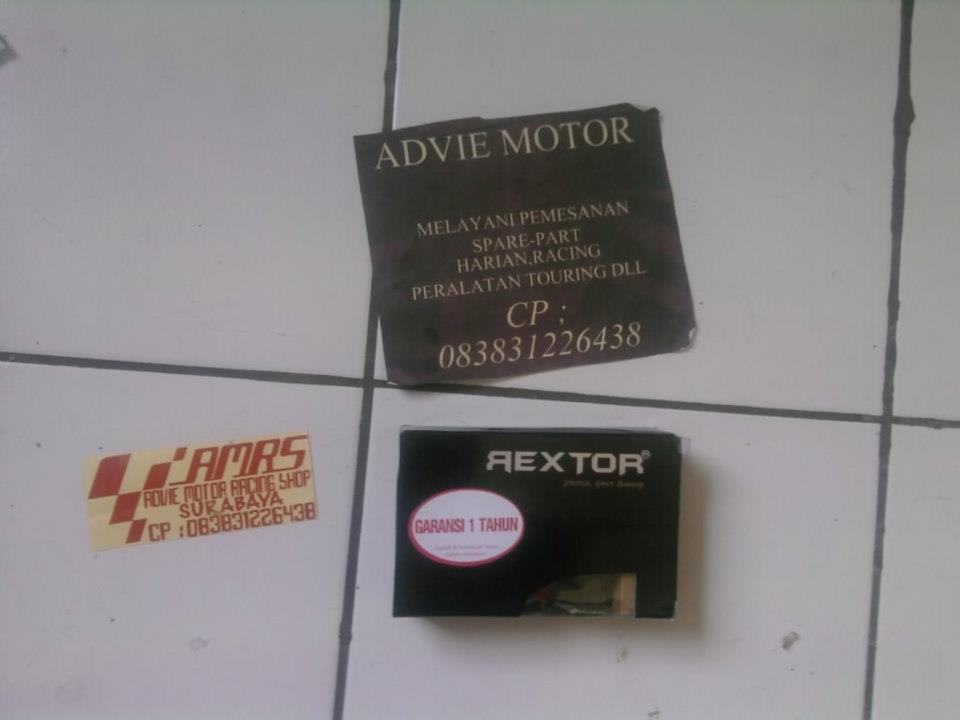 ADVIE MOTOR
MELAYANI PEMESANAN
SPARE-PART
HARIAN,RACING
PERALATAN TOURING DLL
CP ;
083831226438
AMRS
ADVIE MOTOR RACING SHOP
SURABAYA
CP :083831226438
REXTOR®
GARANSI 1 TAHUN